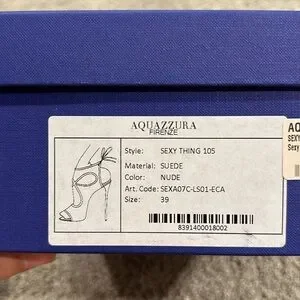 AQUAZZURA
FIRENZE
Style: SEXY THING 105
Material: SUEDE
Color: NUDE
Art. Code: SEXA07C-LS01-ECA
Size: 39
8391400018002
AQ
SEXY
Sexy